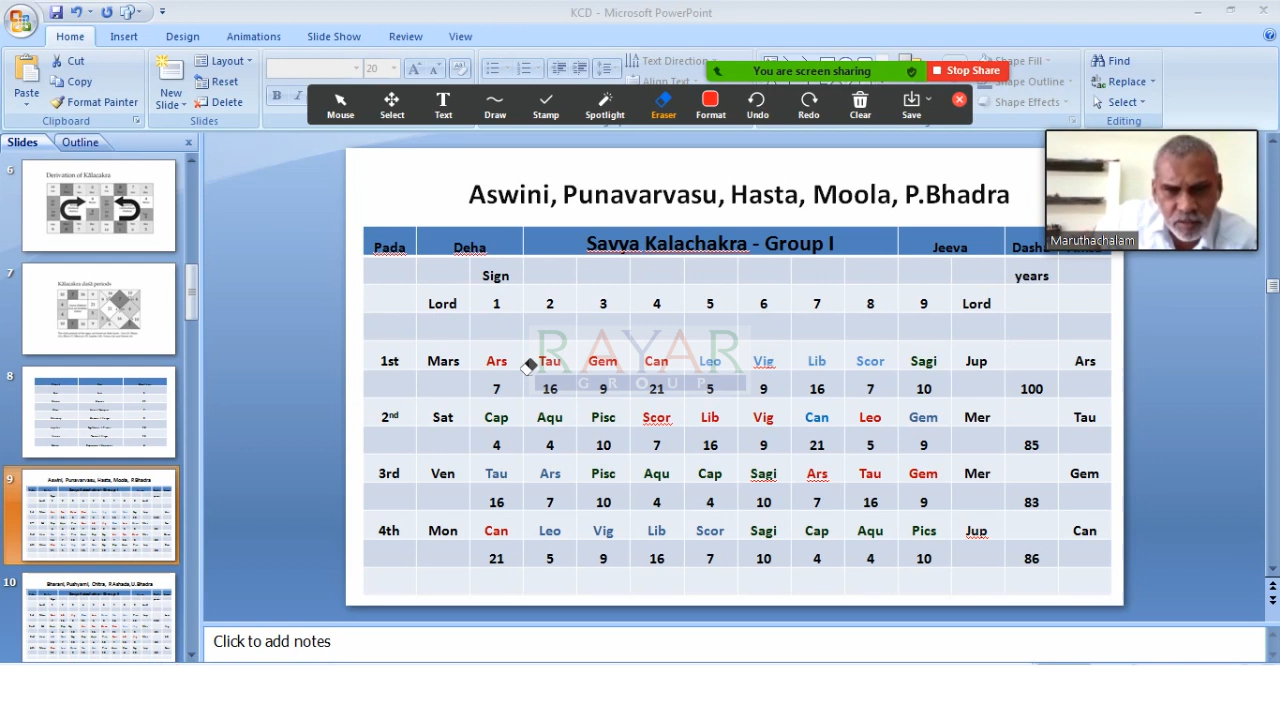 KCD - Microsoft PowerPoint
Home Insert Design Animations Slide Show Review View
Cut
Copy
Format Painter
Paste
Clipboard
New
Slide
Layout
Reset
Delete
Slides
20
B I
Text Direction
Align Text
Shape Fill
Shape Outline
Shape Effects
Find
Replace
Select
Editing
You are screen sharing
Stop Share
Mouse Select Text Draw Stamp Spotlight Eraser Format Undo Redo Clear Save
Slides Outline
6
Derivation of Kālacakra
7
Kālacakra daśā periods
8
9
Aswini, Punavarvasu, Hasta, Moola, P.Bhadra
10
Bharani, Pushyami, Chitra, P.Ashada, U.Bhadra
Maruthachalam
Aswini, Punavarvasu, Hasta, Moola, P.Bhadra
Pada Deha Savya Kalachakra - Group I Jeeva Dasha
Sign years
Lord 1 2 3 4 5 6 7 8 9 Lord
RAYAR
GROUP
1st Mars Ars Tau Gem Can Leo Vig Lib Scor Sagi Jup Ars
7 16 9 21 5 9 16 7 10 100
2nd Sat Cap Aqu Pisc Scor Lib Vig Can Leo Gem Mer Tau
4 4 10 7 16 9 21 5 9 85
3rd Ven Tau Ars Pisc Aqu Cap Sagi Ars Tau Gem Mer Gem
16 7 10 4 4 10 7 16 9 83
4th Mon Can Leo Vig Lib Scor Sagi Cap Aqu Pics Jup Can
21 5 9 16 7 10 4 4 10 86
Click to add notes